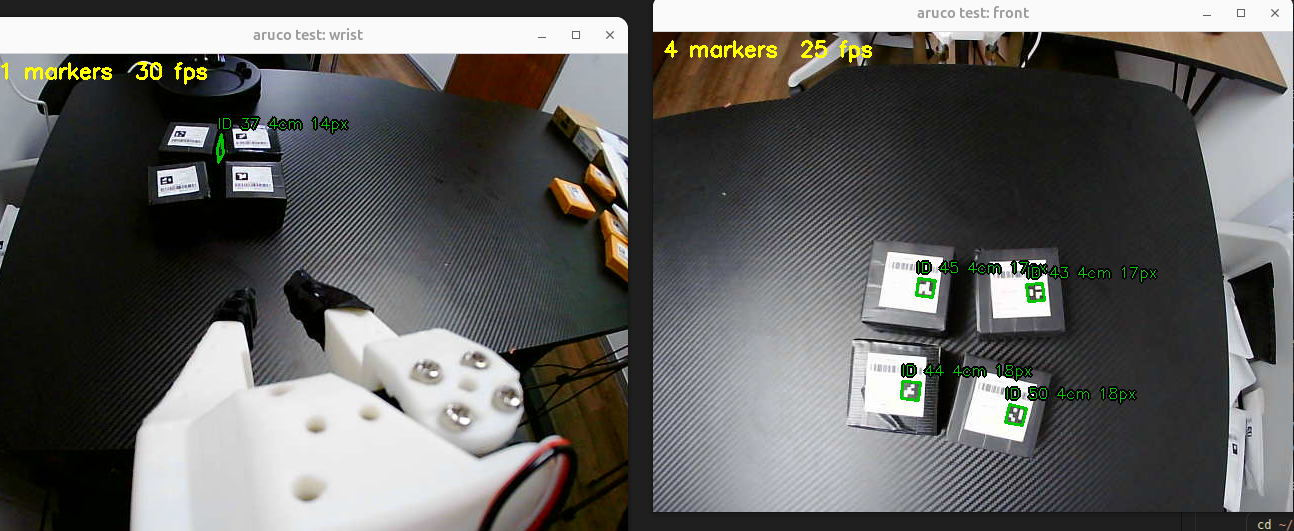 aruco test: wrist
1 markers 30 fps
ID 37 4cm 14px
aruco test: front
4 markers 25 fps
ID 45 4cm 17px
ID 43 4cm 17px
ID 44 4cm 18px
ID 50 4cm 18px
cd ~/